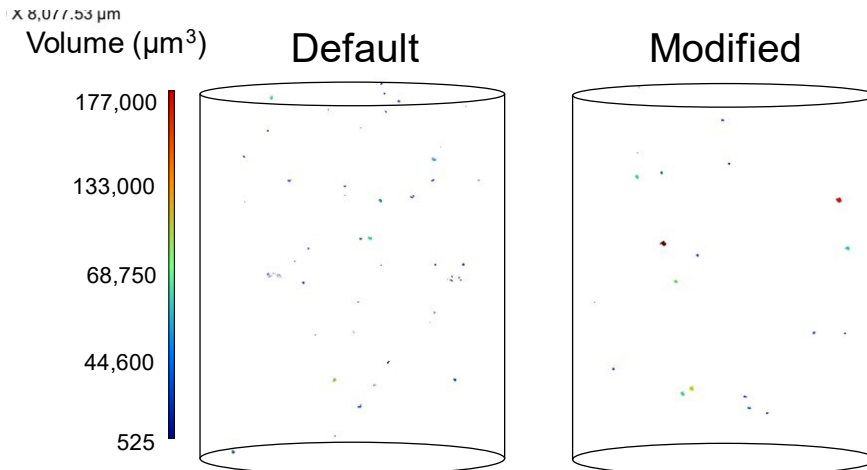 X 8,077.53 µm
Volume (µm³)
Default
Modified
177,000
133,000
68,750
44,600
525